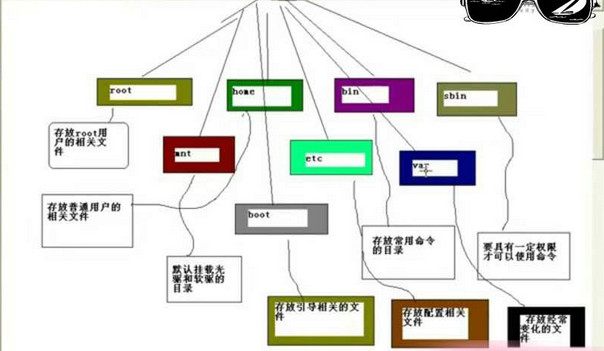 root
home
bin
sbin
存放root用
户的相关文
件
mnt
etc
var
存放普通用户的
相关文件
boot
存放常用命令
的目录
要具有一定权限
才可以使用命令
默认挂载光
驱和软驱的
目录
存放引导相关的文
件
存放配置相关
文件
存放经常
变化的文
件